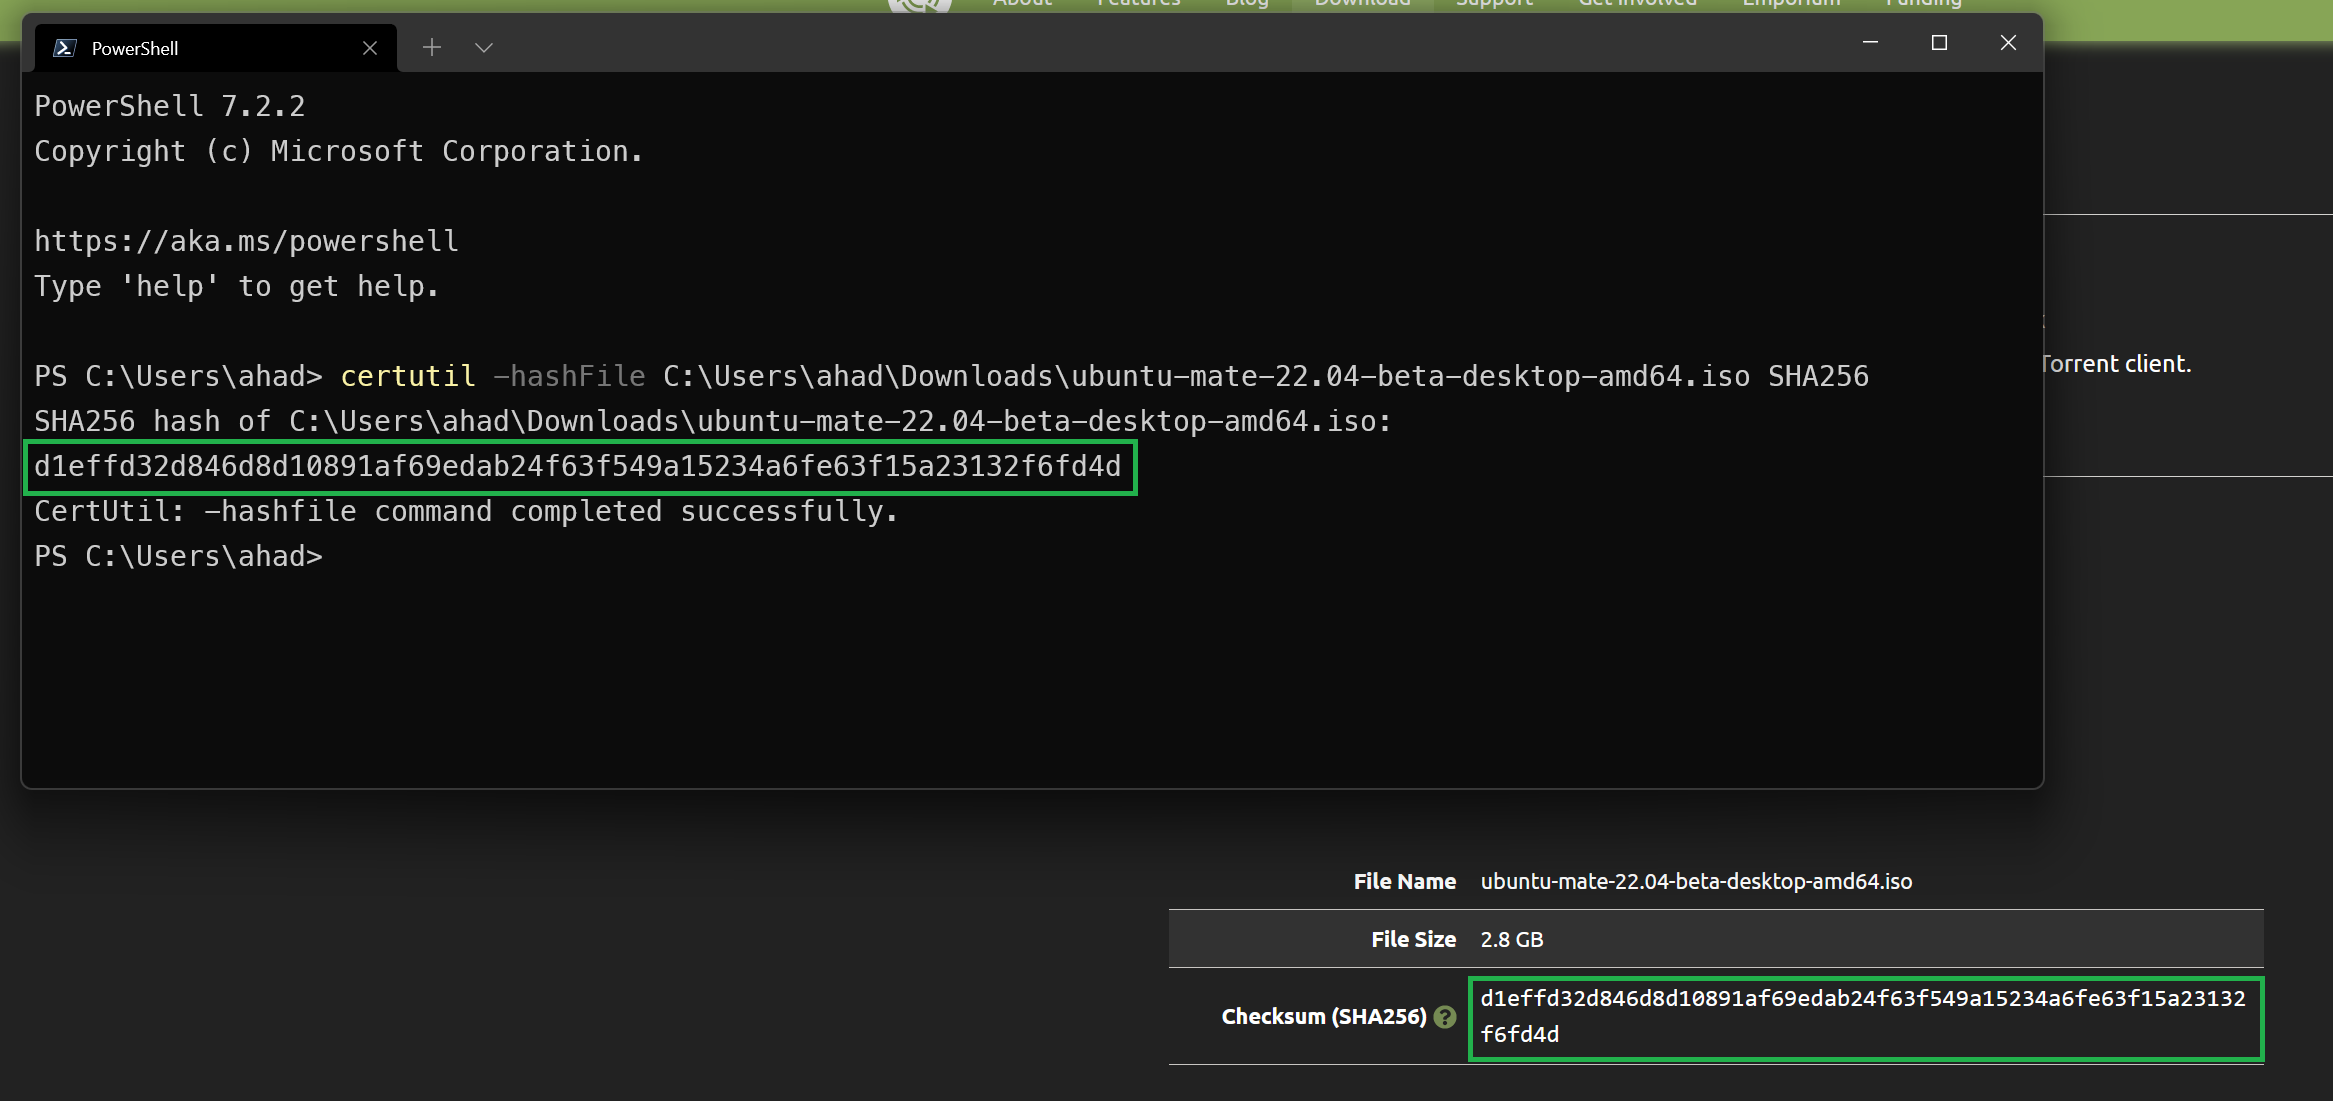 About Features Blog Download Support Get Involved Emporium Funding
PowerShell
PowerShell 7.2.2
Copyright (c) Microsoft Corporation.
https://aka.ms/powershell
Type 'help' to get help.
PS C:\Users\ahad> certutil -hashFile C:\Users\ahad\Downloads\ubuntu-mate-22.04-beta-desktop-amd64.iso SHA256
SHA256 hash of C:\Users\ahad\Downloads\ubuntu-mate-22.04-beta-desktop-amd64.iso:
d1effd32d846d8d10891af69edab24f63f549a15234a6fe63f15a23132f6fd4d
CertUtil: -hashfile command completed successfully.
PS C:\Users\ahad>
Torrent client.
File Name ubuntu-mate-22.04-beta-desktop-amd64.iso
File Size 2.8 GB
Checksum (SHA256) ? d1effd32d846d8d10891af69edab24f63f549a15234a6fe63f15a23132
f6fd4d